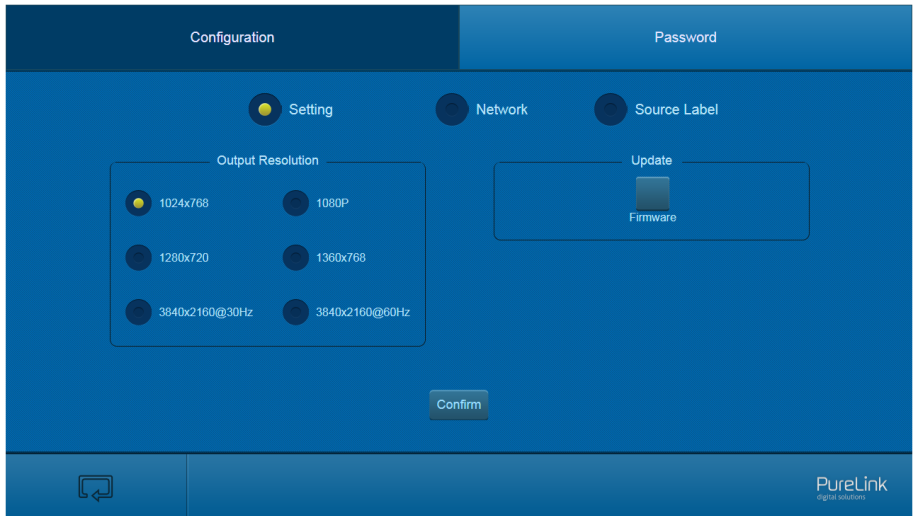 Configuration
Password
Setting
Network
Source Label
Output Resolution
Update
1024x768
1080P
Firmware
1280x720
1360x768
3840x2160@30Hz
3840x2160@60Hz
Confirm
PureLink
digital solutions